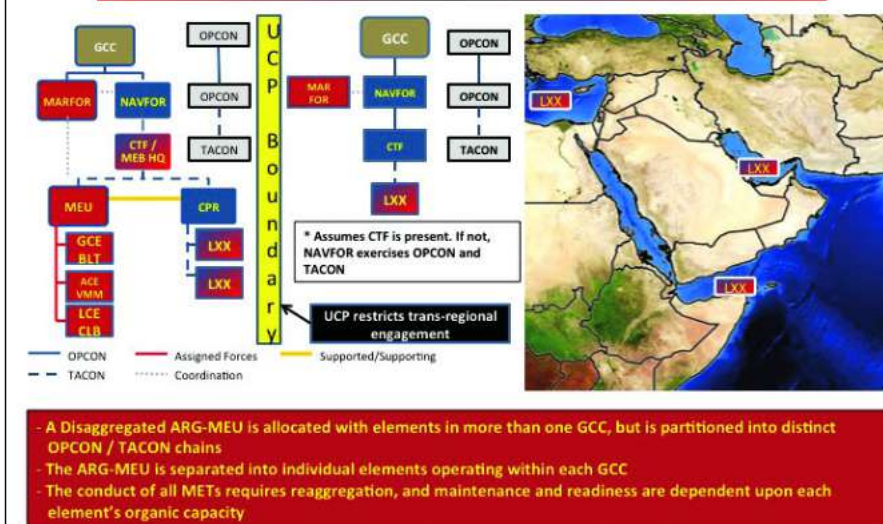 GCC
MARFOR
NAVFOR
CTF /
MEB HQ
MEU
CPR
GCE
BLT
ACE
VMM
LCE
CLB
LXX
LXX
OPCON
OPCON
TACON
UCP Boundary
GCC
MAR
FOR
NAVFOR
CTF
LXX
OPCON
OPCON
TACON
* Assumes CTF is present. If not,
NAVFOR exercises OPCON and
TACON
UCP restricts trans-regional
engagement
OPCON
Assigned Forces
Supported/Supporting
TACON
Coordination
LXX
LXX
LXX
- A Disaggregated ARG-MEU is allocated with elements in more than one GCC, but is partitioned into distinct
OPCON / TACON chains
- The ARG-MEU is separated into individual elements operating within each GCC
- The conduct of all METs requires reaggregation, and maintenance and readiness are dependent upon each
element's organic capacity